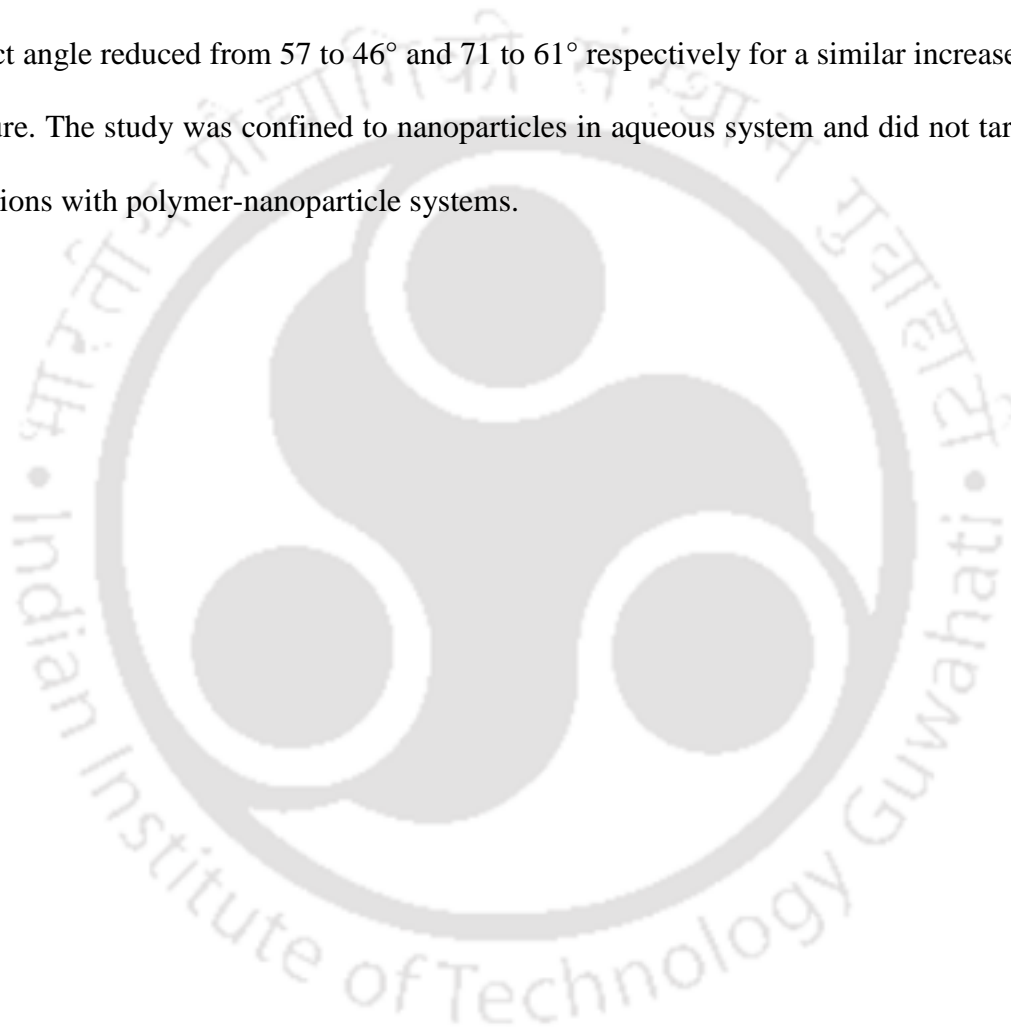 ct angle reduced from 57 to 46° and 71 to 61° respectively for a similar increase
ure. The study was confined to nanoparticles in aqueous system and did not tar
ions with polymer-nanoparticle systems.
भारतीय प्रौद्योगिकी संस्थान गुवाहाटी
Indian Institute of Technology Guwahati